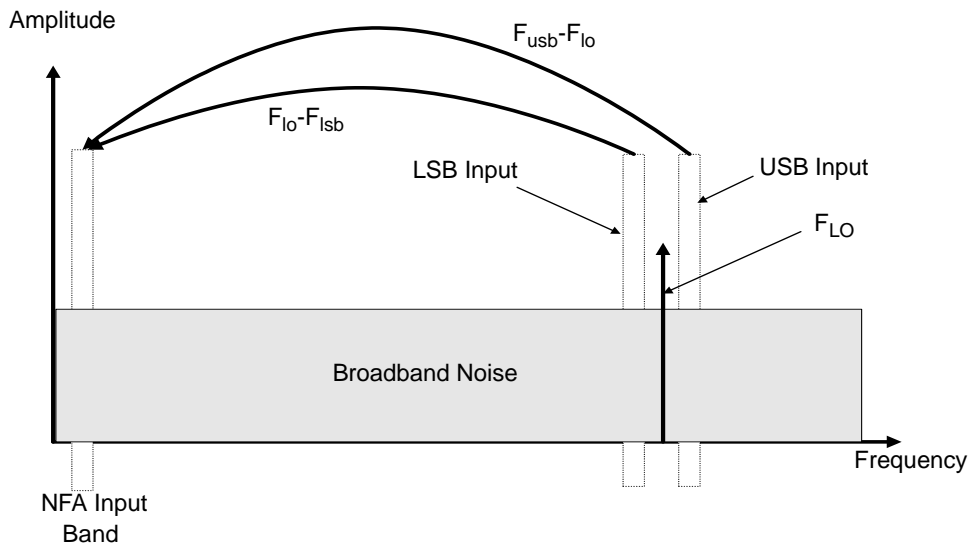 Amplitude
F_usb-F_lo
F_lo-F_lsb
LSB Input
USB Input
F_LO
Broadband Noise
Frequency
NFA Input
Band